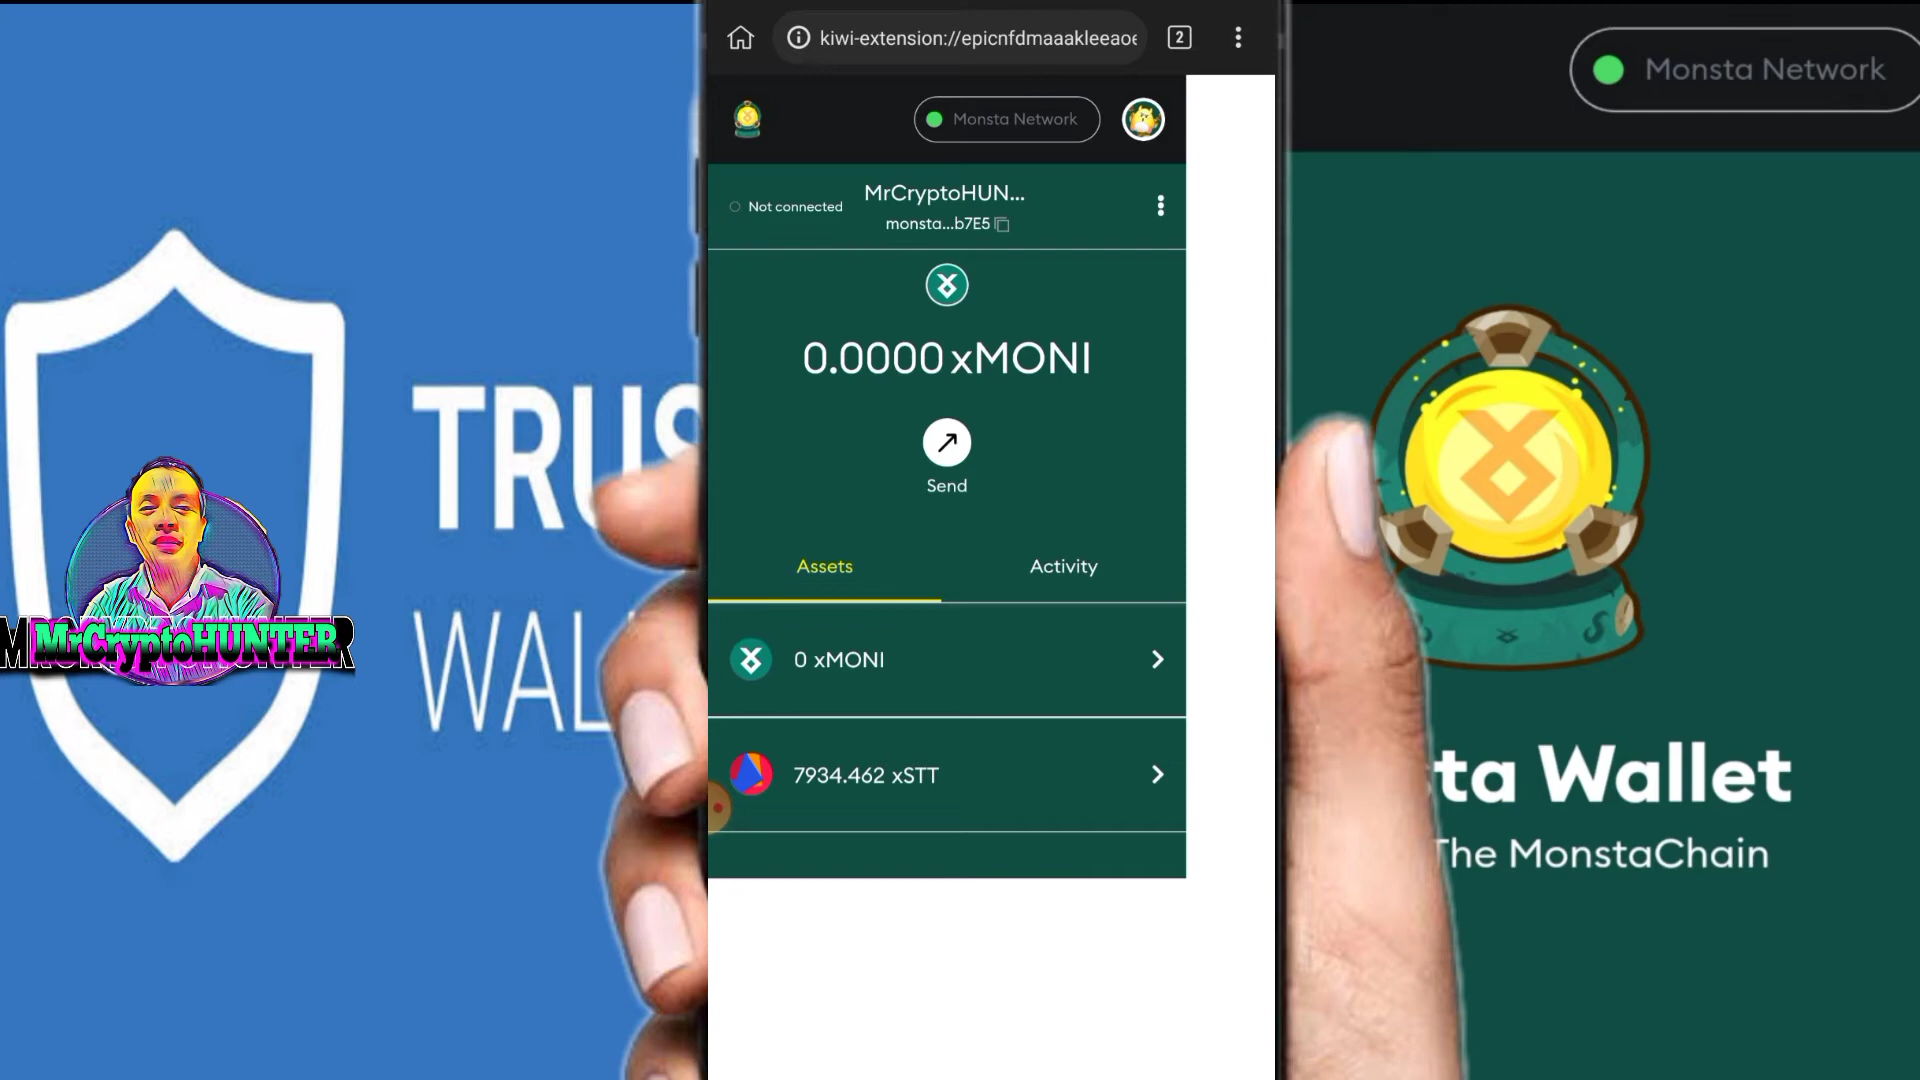 kiwi-extension://epicnfdmaaakleeaoe
2
Monsta Network
Not connected
MrCryptoHUN...
monsta...b7E5
0.0000 xMONI
Send
Assets
Activity
0 xMONI
7934.462 xSTT
TRUS
WAL
MrCryptoHUNTER
Monsta Network
ta Wallet
The MonstaChain